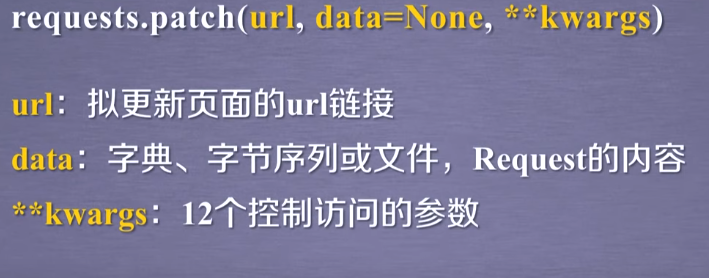 requests.patch(url, data=None, **kwargs)
url：拟更新页面的url链接
data：字典、字节序列或文件，Request的内容
**kwargs：12个控制访问的参数